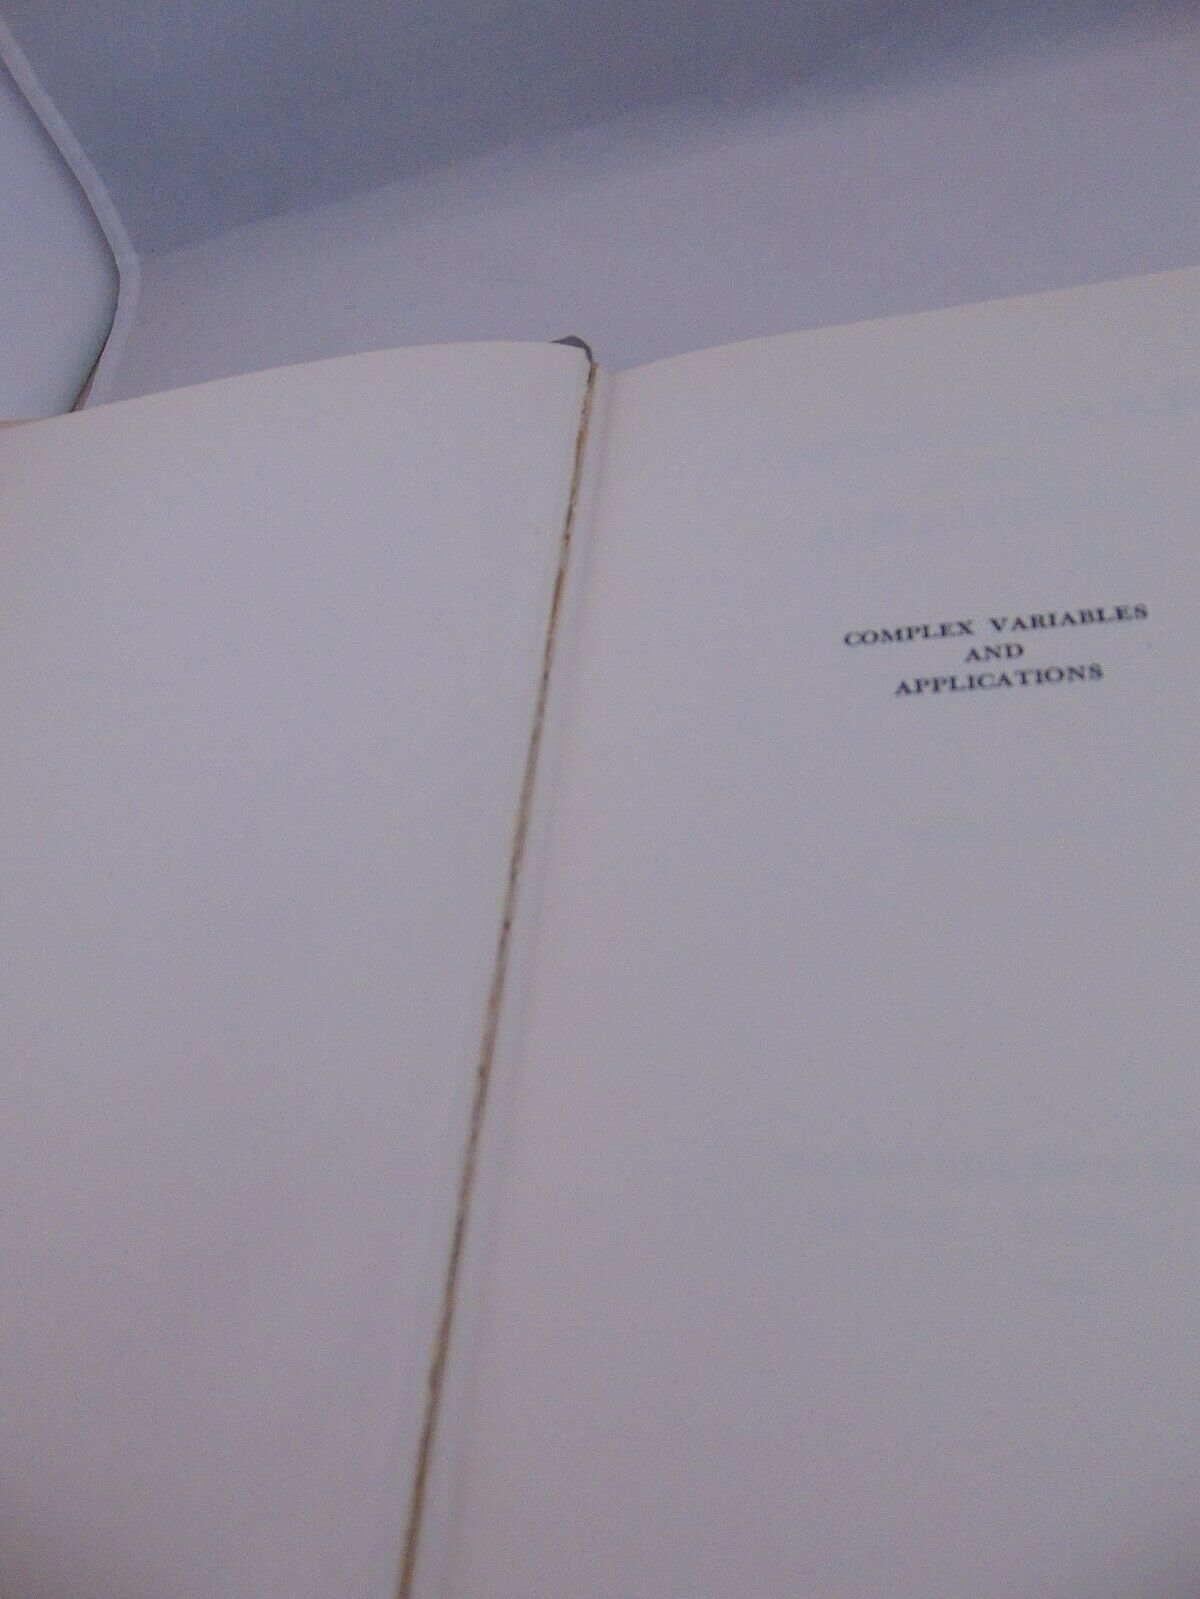 COMPLEX VARIABLES
AND
APPLICATIONS